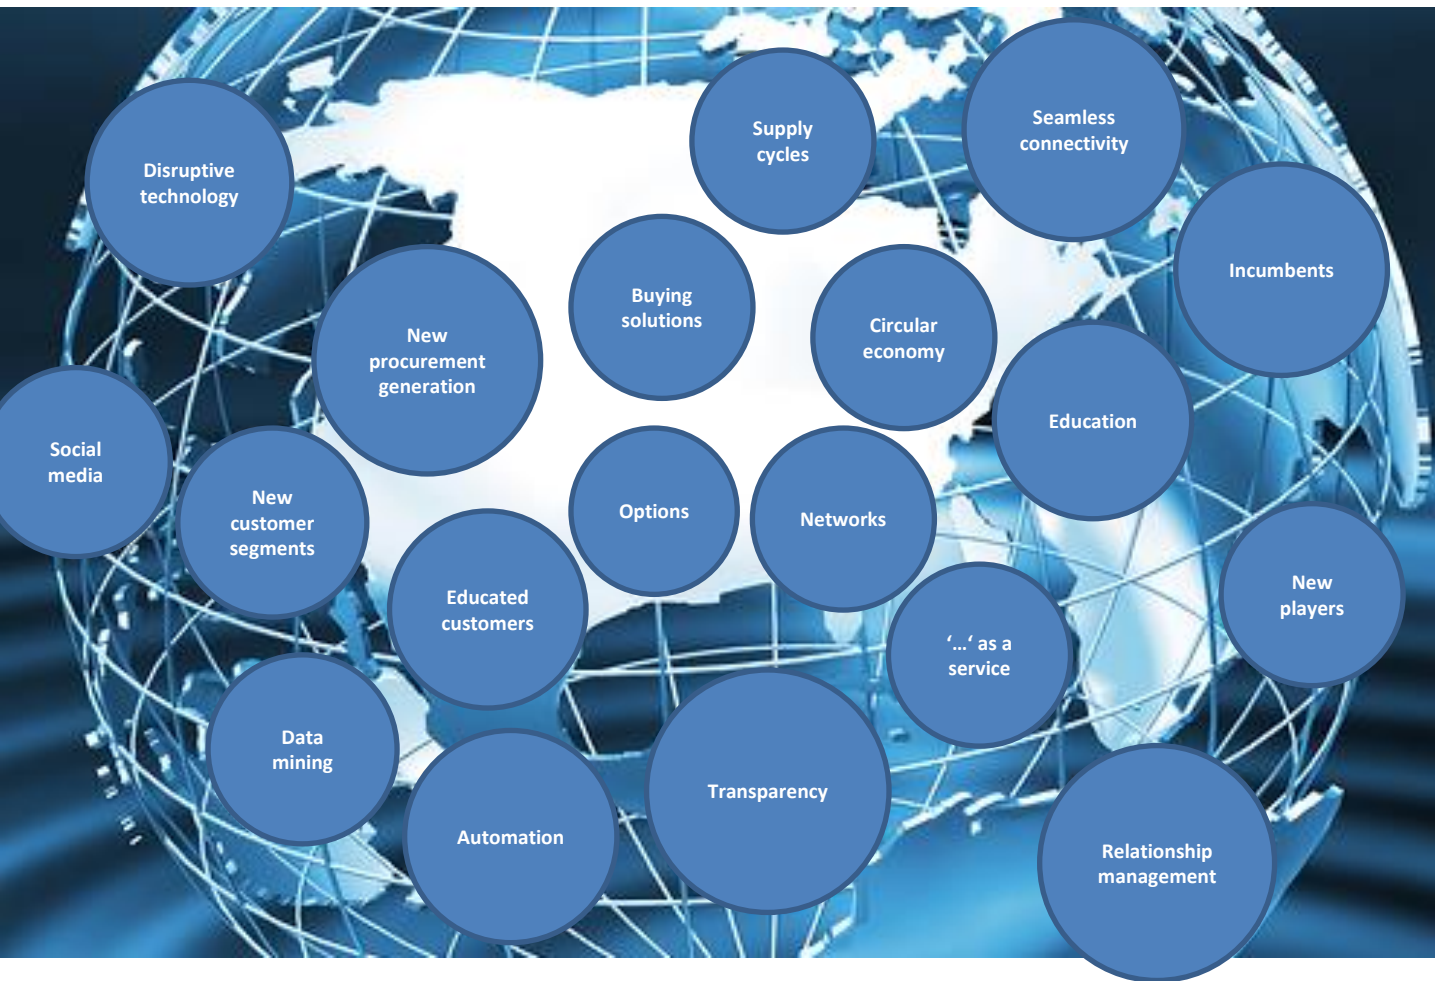 Supply
cycles
Seamless
connectivity
Disruptive
technology
Incumbents
Buying
solutions
New
procurement
generation
Circular
economy
Education
Social
media
New
customer
segments
Options
Networks
Educated
customers
New
players
‘…‘ as a
service
Data
mining
Transparency
Automation
Relationship
management